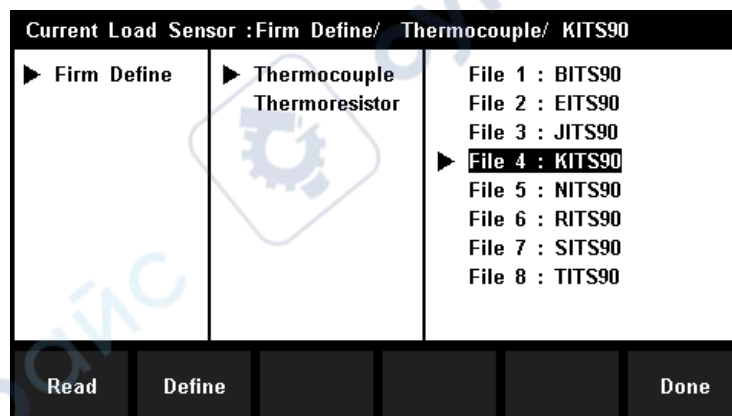 Current Load Sensor :Firm Define/ Thermocouple/ KITS90
Firm Define
Thermocouple
Thermoresistor
File 1 : BITS90
File 2 : EITS90
File 3 : JITS90
File 4 : KITS90
File 5 : NITS90
File 6 : RITS90
File 7 : SITS90
File 8 : TITS90
Read Define Done